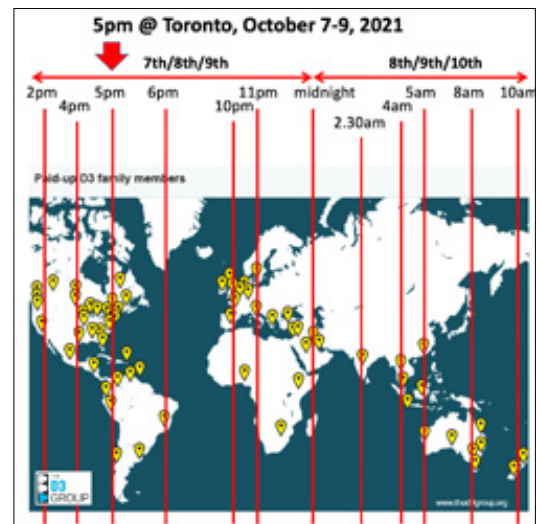 5pm @ Toronto, October 7-9, 2021
7th/8th/9th
8th/9th/10th
2pm
4pm
5pm
6pm
10pm
11pm
midnight
2.30am
4am
5am
8am
10am
Paid-up D3 family members
THE
D3
GROUP
www.thed3group.org